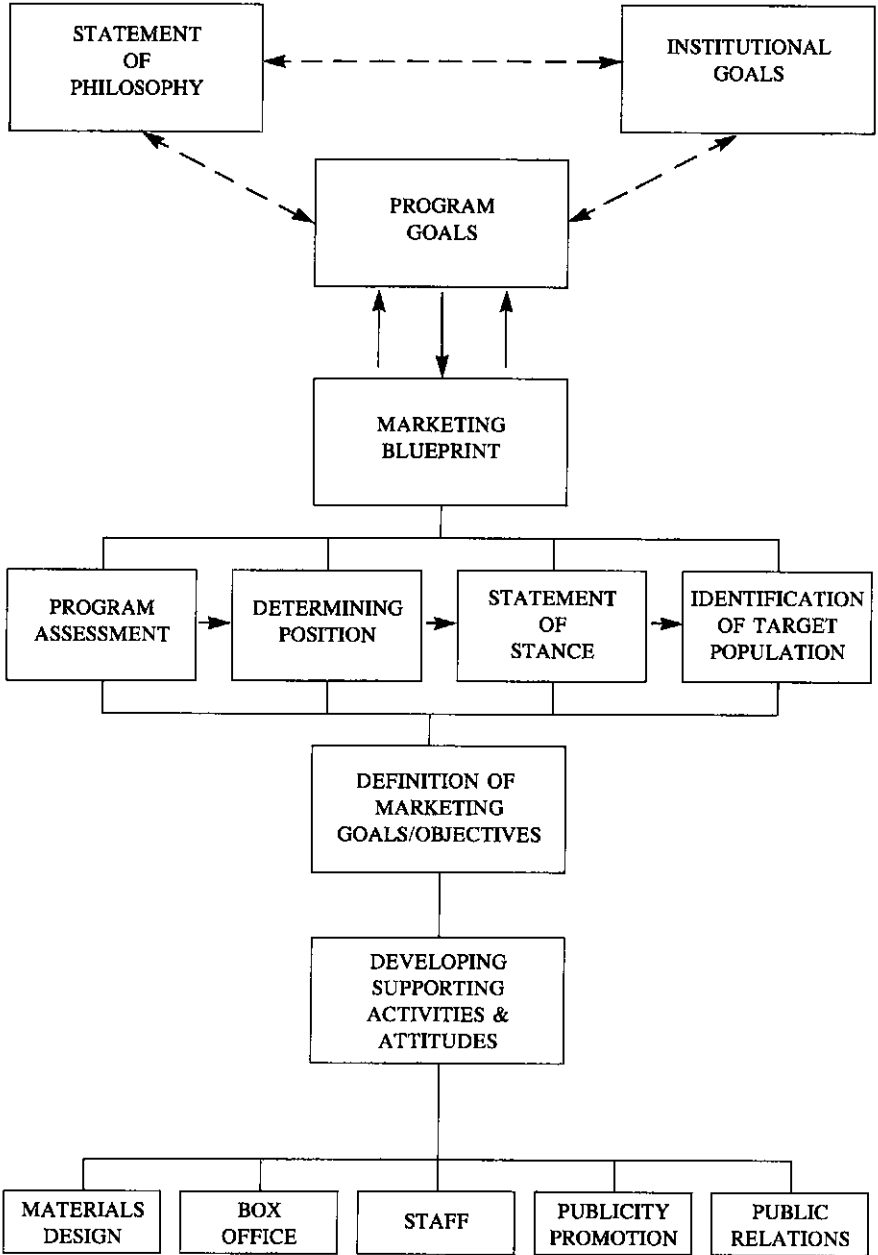 STATEMENT
OF
PHILOSOPHY
INSTITUTIONAL
GOALS
PROGRAM
GOALS
MARKETING
BLUEPRINT
PROGRAM
ASSESSMENT
DETERMINING
POSITION
STATEMENT
OF
STANCE
IDENTIFICATION
OF TARGET
POPULATION
DEFINITION OF
MARKETING
GOALS/OBJECTIVES
DEVELOPING
SUPPORTING
ACTIVITIES &
ATTITUDES
MATERIALS
DESIGN
BOX
OFFICE
STAFF
PUBLICITY
PROMOTION
PUBLIC
RELATIONS